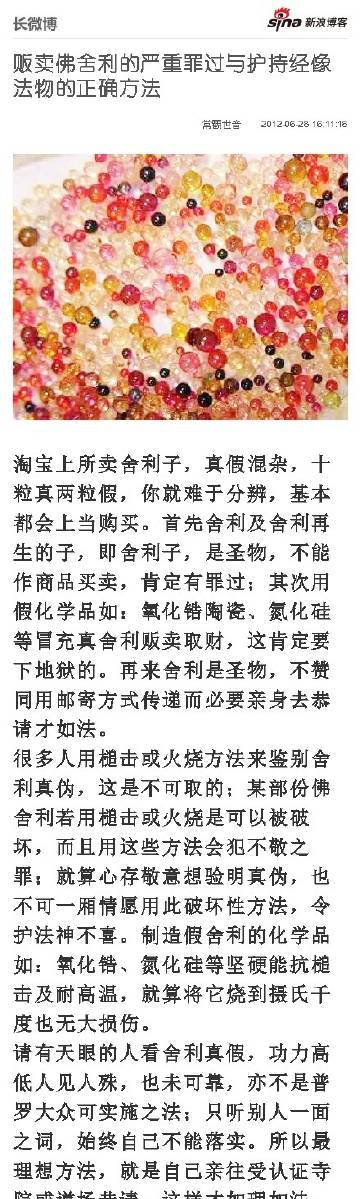 长微博
sina 新浪博客
贩卖佛舍利的严重罪过与护持经像
法物的正确方法
常观世音 2012-06-28 16:11:16
淘宝上所卖舍利子，真假混杂，十
粒真两粒假，你就难于分辨，基本
都会上当购买。首先舍利及舍利再
生的子，即舍利子，是圣物，不能
作商品买卖，肯定有罪过；其次用
假化学品如：氧化锆陶瓷、氮化硅
等冒充真舍利贩卖取财，这肯定要
下地狱的。再来舍利是圣物，不赞
同用邮寄方式传递而必要亲身去恭
请才如法。
很多人用槌击或火烧方法来鉴别舍
利真伪，这是不可取的；某部份佛
舍利若用槌击或火烧是可以被破
坏，而且用这些方法会犯不敬之
罪；就算心存敬意想验明真伪，也
不可一厢情愿用此破坏性方法，令
护法神不喜。制造假舍利的化学品
如：氧化锆、氮化硅等坚硬能抗槌
击及耐高温，就算将它烧到摄氏千
度也无大损伤。
请有天眼的人看舍利真假，功力高
低人见人殊，也未可靠，亦不是普
罗大众可实施之法；只听别人一面
之词，始终自己不能落实。所以最
理想方法，就是自己亲往受认证寺
院或道场恭请，这样才如理如法